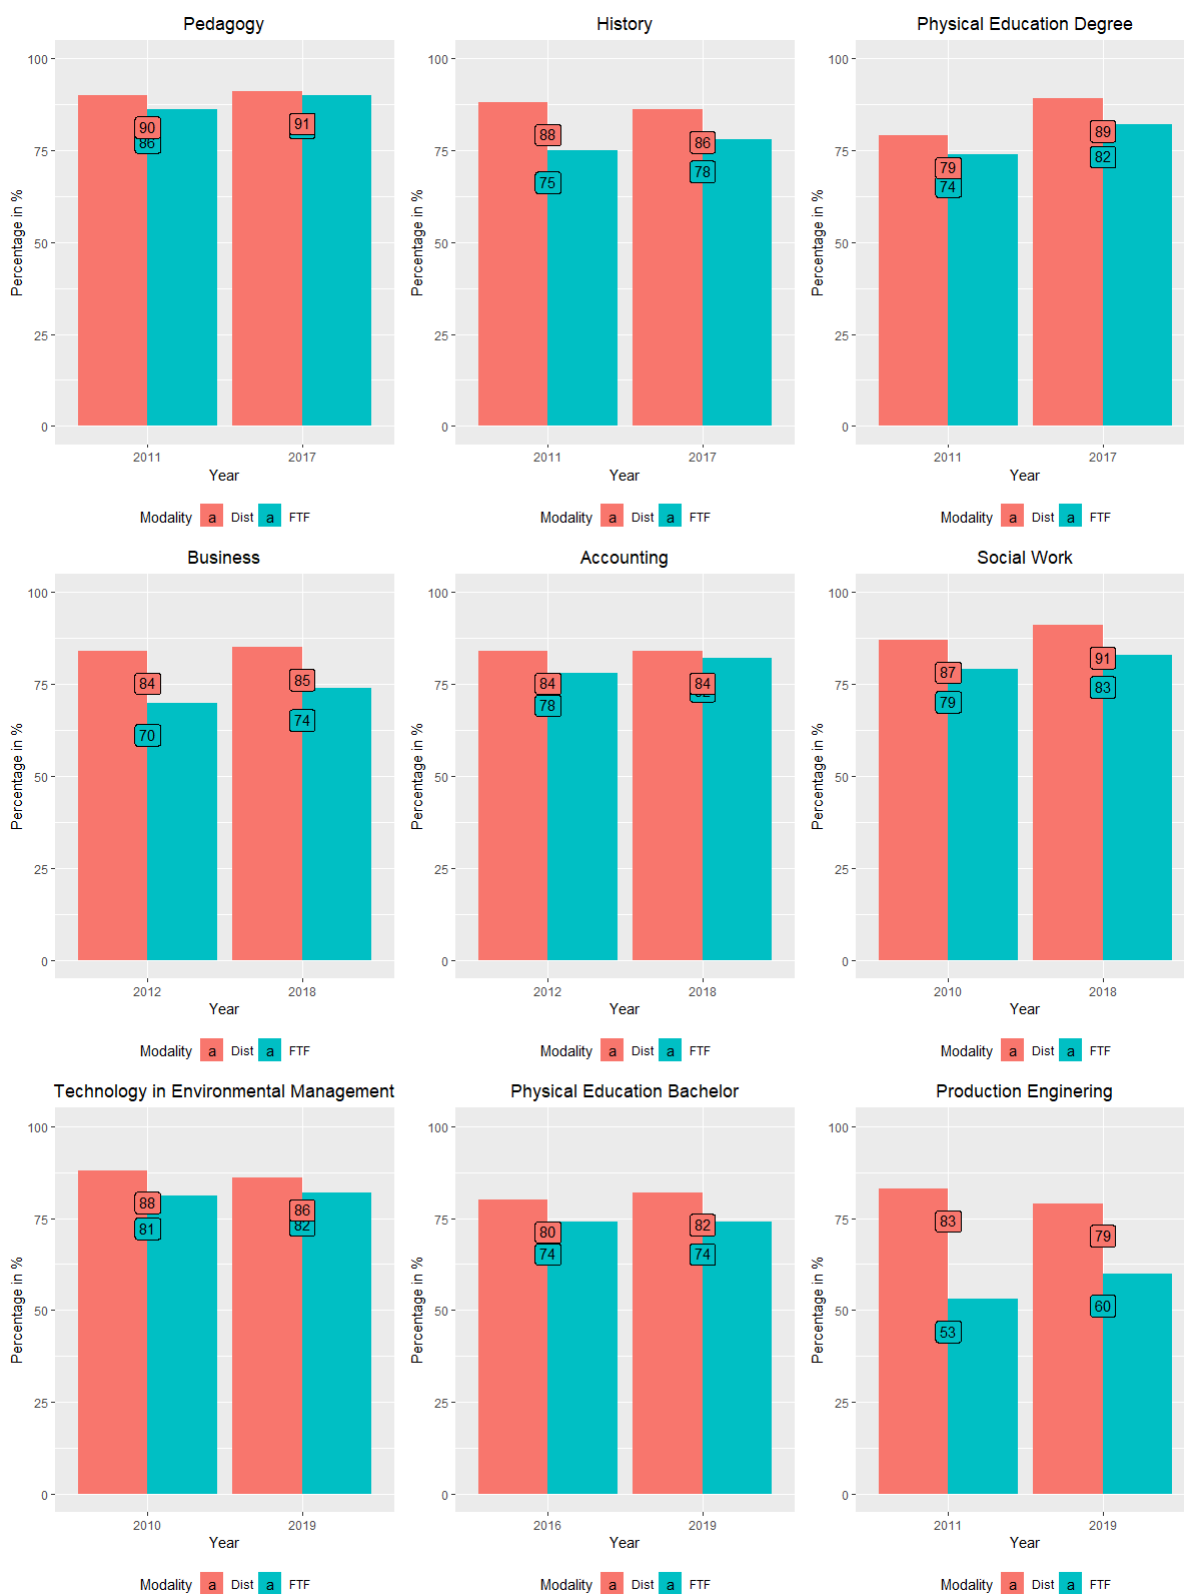 Pedagogy
Percentage in %
100
75
50
25
0
90
86
91
2011 2017
Year
Modality a Dist a FTF
History
Percentage in %
100
75
50
25
0
88
75
86
78
2011 2017
Year
Modality a Dist a FTF
Physical Education Degree
Percentage in %
100
75
50
25
0
79
74
89
82
2011 2017
Year
Modality a Dist a FTF
Business
Percentage in %
100
75
50
25
0
84
70
85
74
2012 2018
Year
Modality a Dist a FTF
Accounting
Percentage in %
100
75
50
25
0
84
78
84
82
2012 2018
Year
Modality a Dist a FTF
Social Work
Percentage in %
100
75
50
25
0
87
79
91
83
2010 2018
Year
Modality a Dist a FTF
Technology in Environmental Management
Percentage in %
100
75
50
25
0
88
81
86
82
2010 2019
Year
Modality a Dist a FTF
Physical Education Bachelor
Percentage in %
100
75
50
25
0
80
74
82
74
2016 2019
Year
Modality a Dist a FTF
Production Enginering
Percentage in %
100
75
50
25
0
83
53
79
60
2011 2019
Year
Modality a Dist a FTF